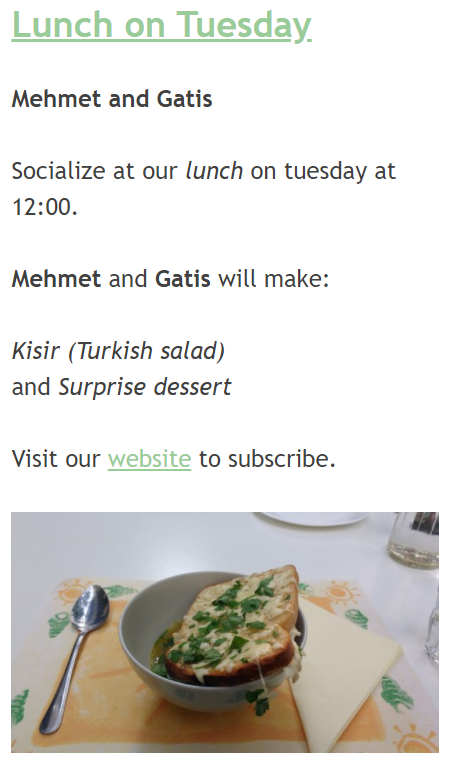 Lunch on Tuesday
Mehmet and Gatis
Socialize at our lunch on tuesday at
12:00.
Mehmet and Gatis will make:
Kisir (Turkish salad)
and Surprise dessert
Visit our website to subscribe.